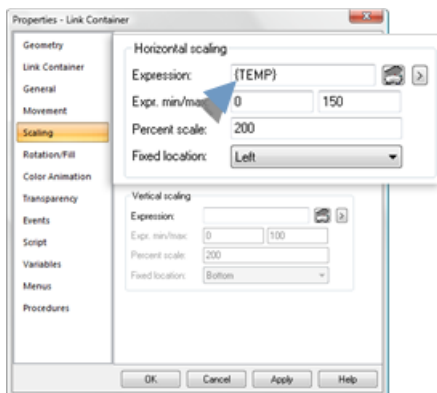 Properties - Link Container
Geometry
Link Container
General
Movement
Scaling
Rotation/Fill
Color Animation
Transparency
Events
Script
Variables
Menus
Procedures
Horizontal scaling
Expression: {TEMP}
Expr. min/max: 0 150
Percent scale: 200
Fixed location: Left
Vertical scaling
Expression:
Expr. min/max: 0 100
Percent scale: 200
Fixed location: Bottom
OK Cancel Apply Help